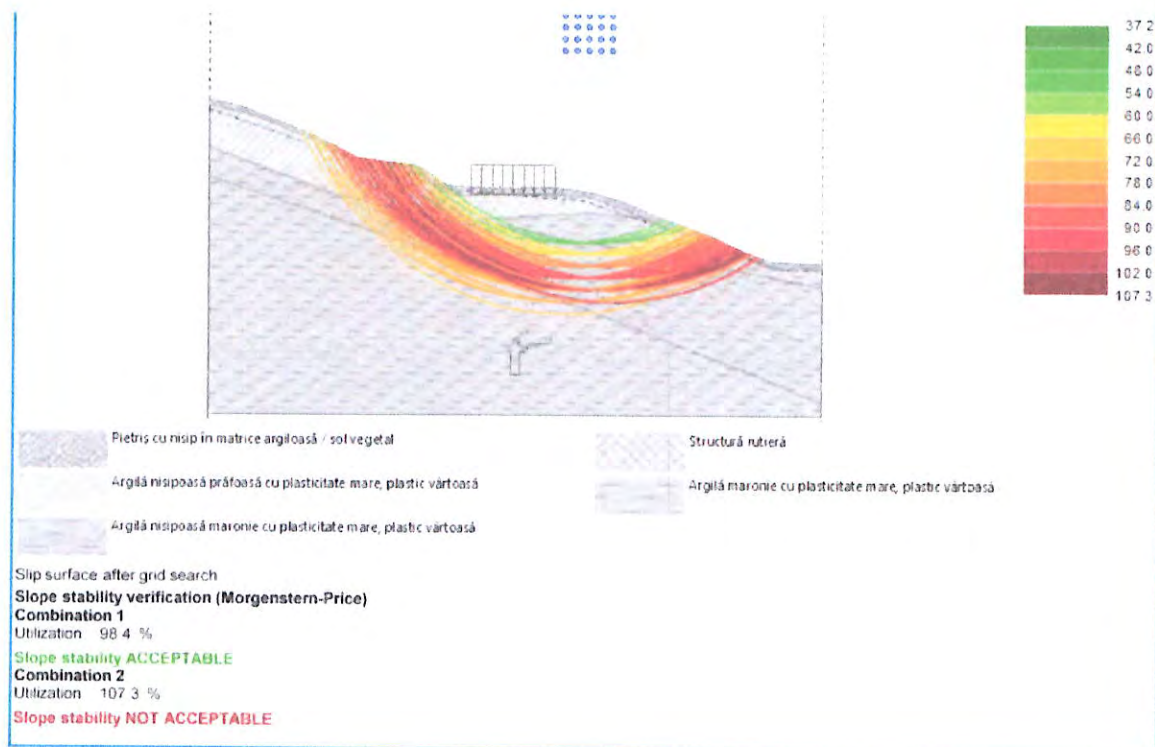 37.2
42.0
48.0
54.0
60.0
66.0
72.0
78.0
84.0
90.0
96.0
102.0
107.3
Pietriș cu nisip în matrice argiloasă / sol vegetal
Structură rutieră
Argilă nisipoasă prăfoasă cu plasticitate mare, plastic vârtoasă
Argilă maronie cu plasticitate mare, plastic vârtoasă
Argilă nisipoasă maronie cu plasticitate mare, plastic vârtoasă
Slip surface after grid search
Slope stability verification (Morgenstern-Price)
Combination 1
Utilization 98.4 %
Slope stability ACCEPTABLE
Combination 2
Utilization 107.3 %
Slope stability NOT ACCEPTABLE